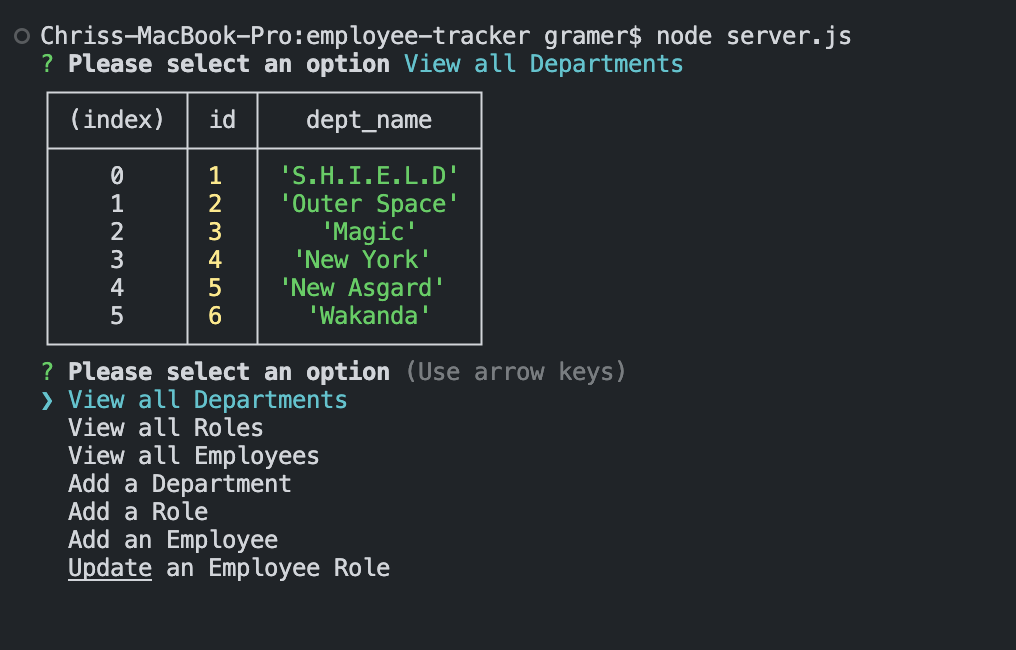 Chriss-MacBook-Pro:employee-tracker gramer$ node server.js
? Please select an option View all Departments
(index) id dept_name
0 1 'S.H.I.E.L.D'
1 2 'Outer Space'
2 3 'Magic'
3 4 'New York'
4 5 'New Asgard'
5 6 'Wakanda'
? Please select an option (Use arrow keys)
❯ View all Departments
View all Roles
View all Employees
Add a Department
Add a Role
Add an Employee
Update an Employee Role